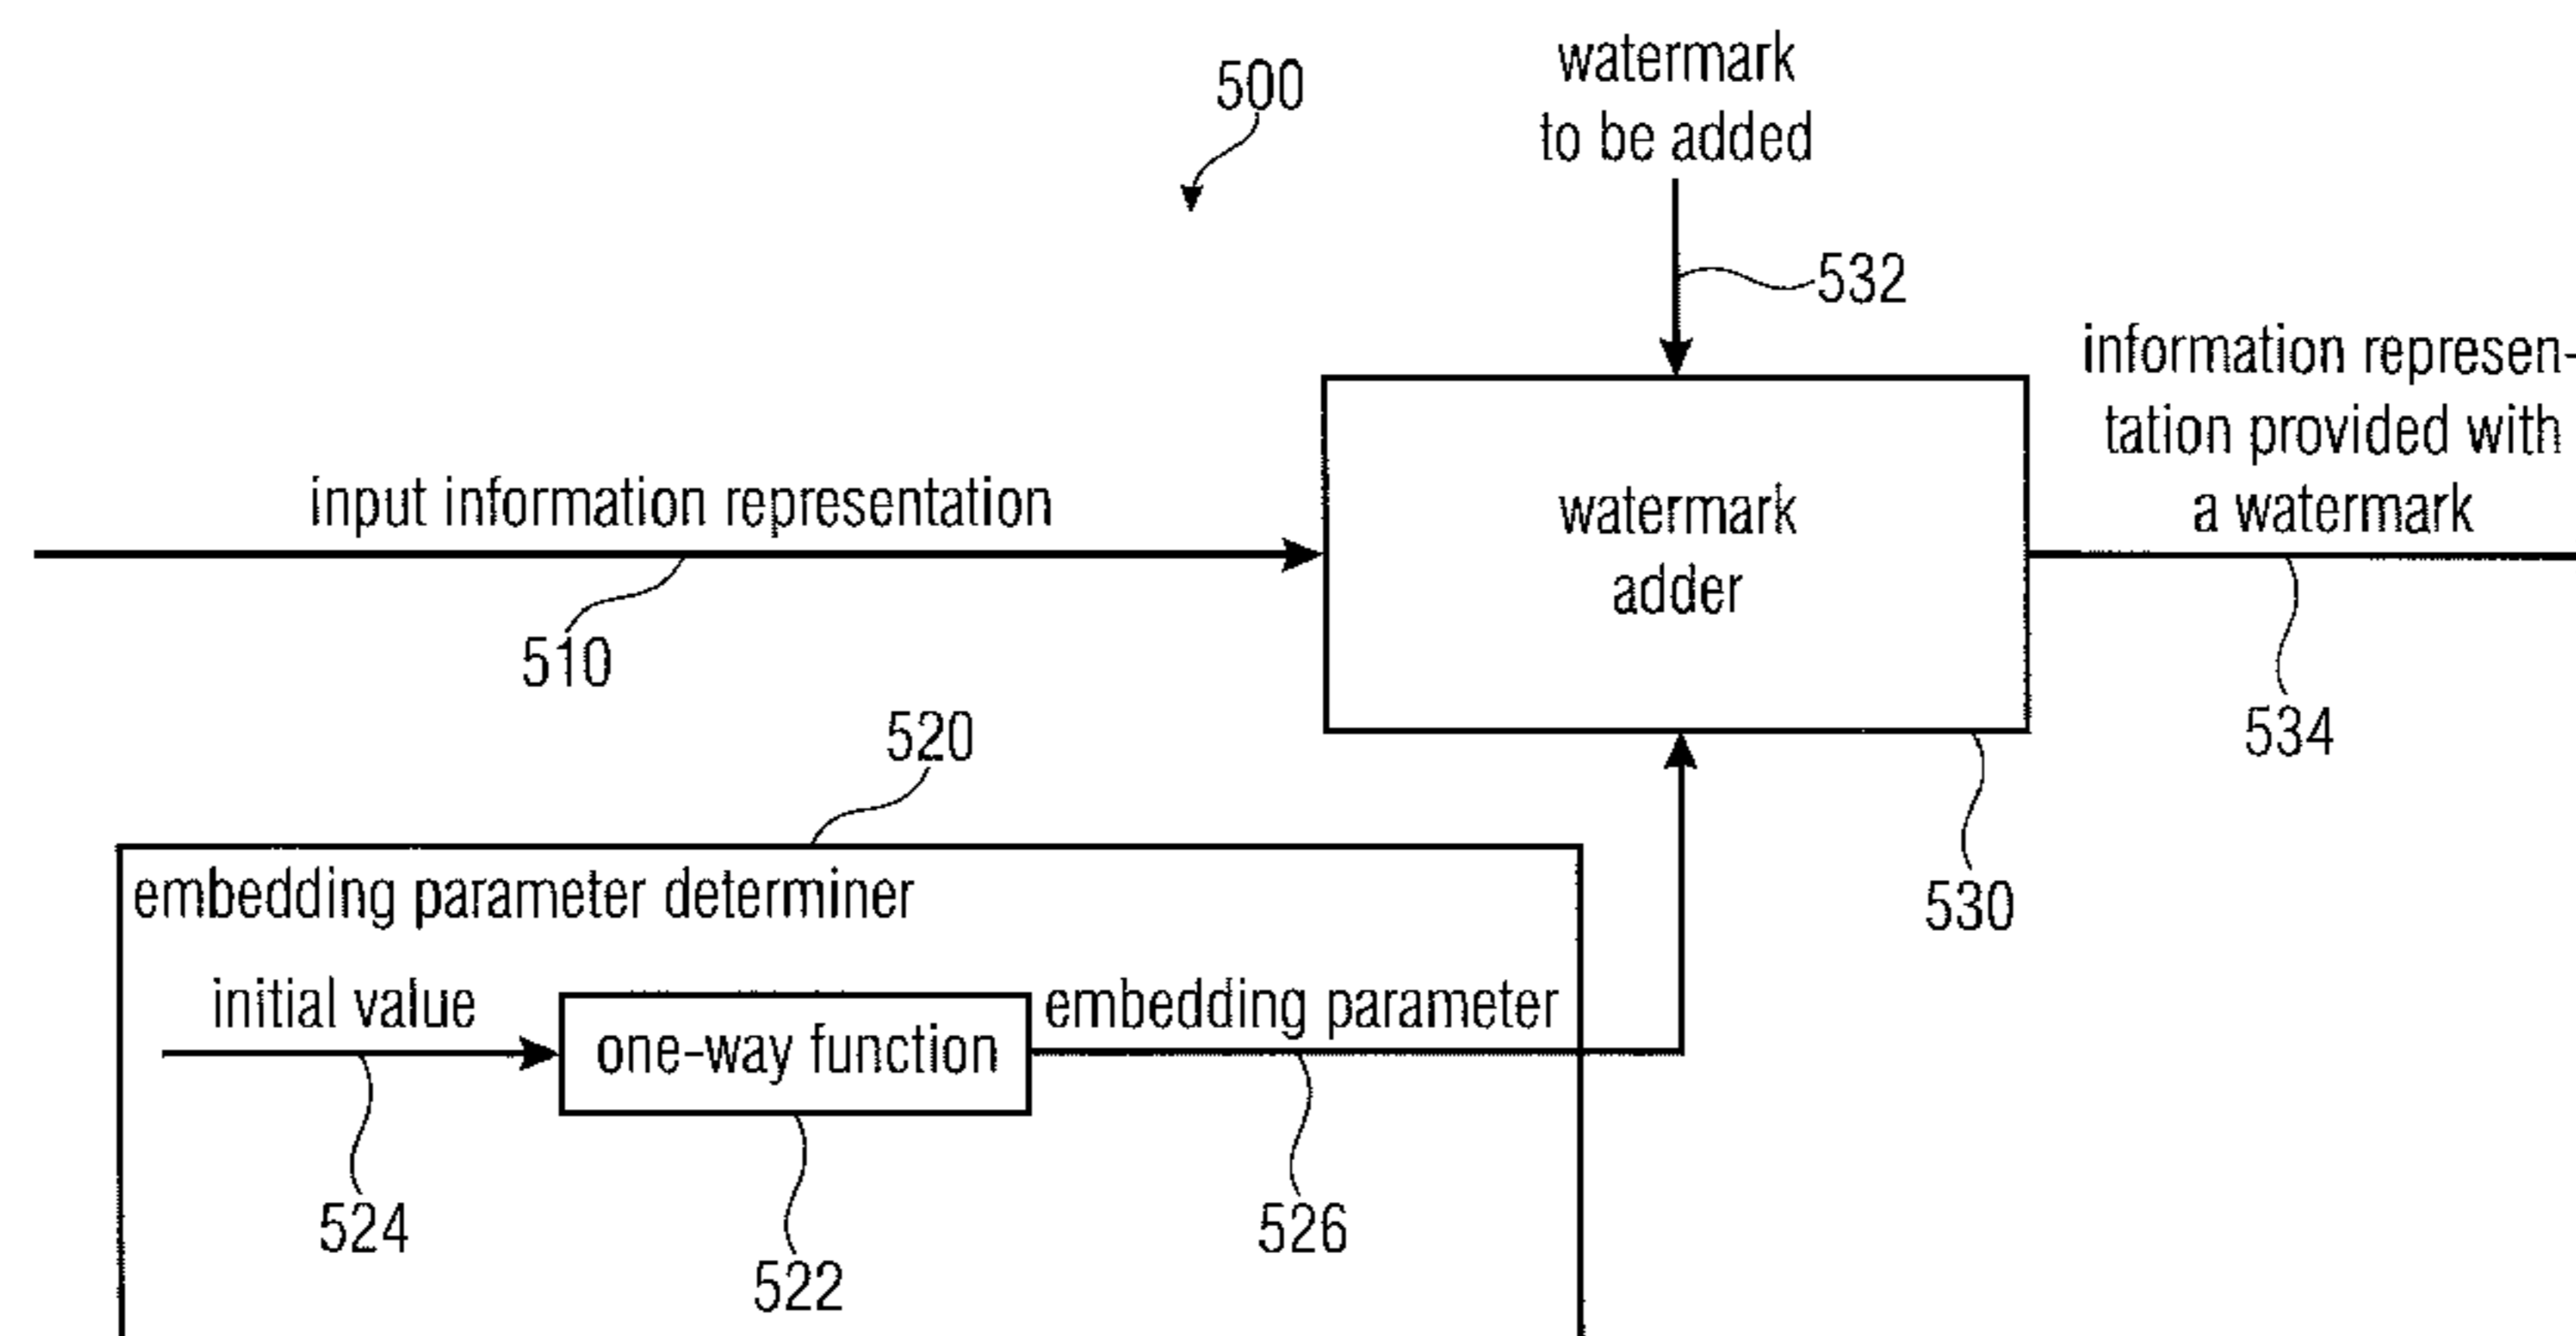 500
watermark
to be added
532
information represen-
tation provided with
a watermark
input information representation
watermark
adder
510
534
520
530
embedding parameter determiner
initial value
one-way function
embedding parameter
524
526
522